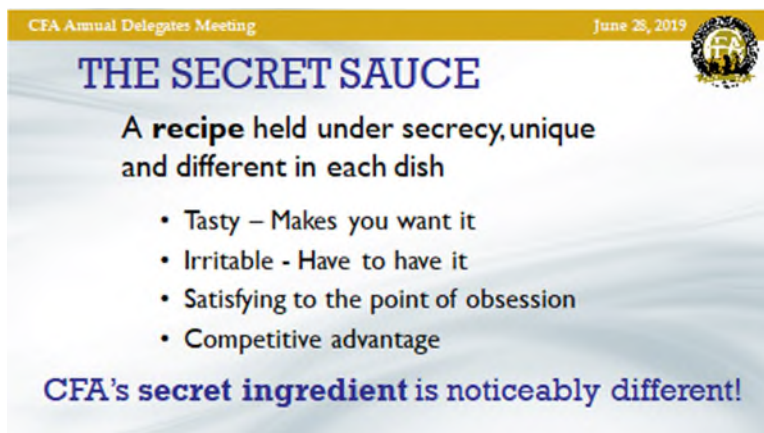 CFA Annual Delegates Meeting June 28, 2019
CFA
THE SECRET SAUCE
A recipe held under secrecy, unique
and different in each dish
• Tasty – Makes you want it
• Irritable - Have to have it
• Satisfying to the point of obsession
• Competitive advantage
CFA's secret ingredient is noticeably different!